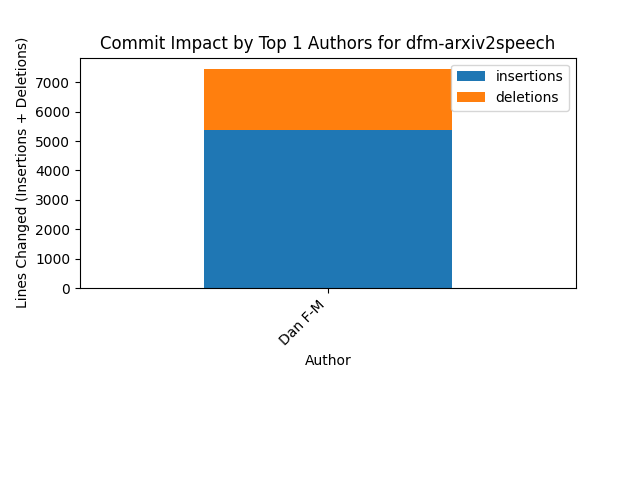 Commit Impact by Top 1 Authors for dfm-arxiv2speech
Lines Changed (Insertions + Deletions)
7000
6000
5000
4000
3000
2000
1000
0
insertions
deletions
Dan F-M
Author